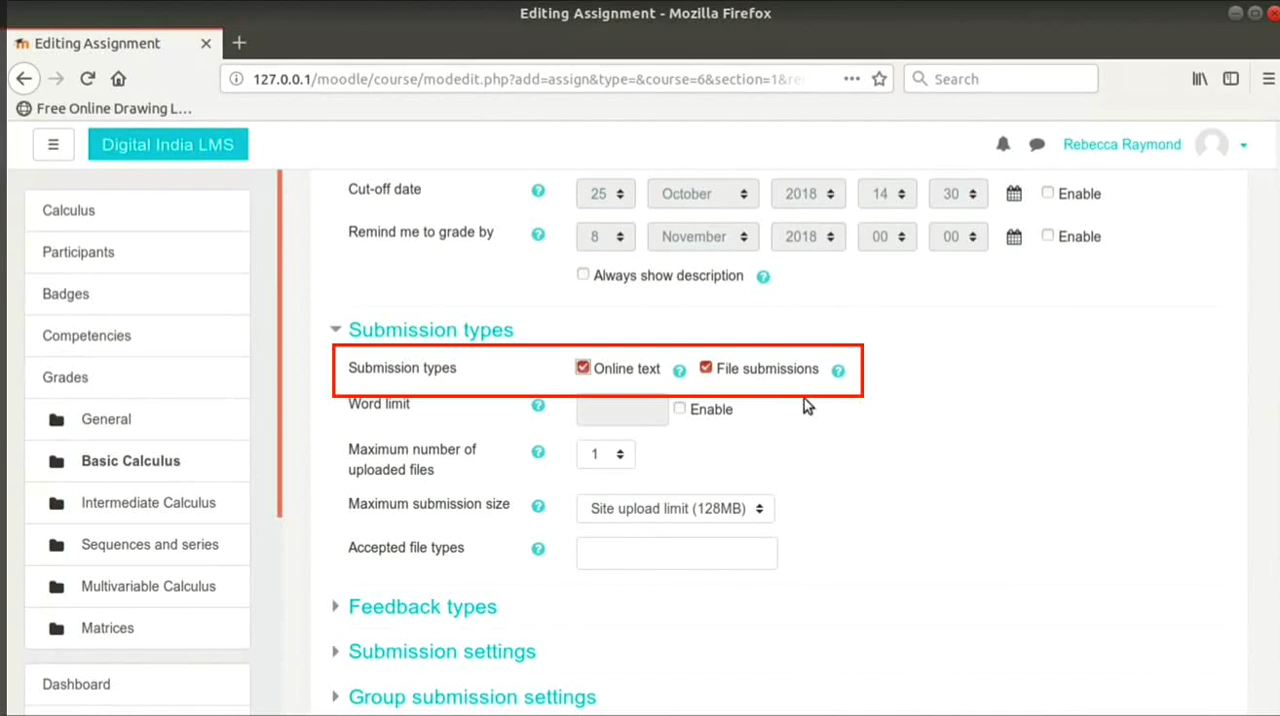 Editing Assignment - Mozilla Firefox
Editing Assignment
127.0.0.1/moodle/course/modedit.php?add=assign&type=&course=6&section=1&re
Search
Free Online Drawing L...
Digital India LMS
Rebecca Raymond
Calculus
Participants
Badges
Competencies
Grades
General
Basic Calculus
Intermediate Calculus
Sequences and series
Multivariable Calculus
Matrices
Dashboard
Cut-off date ? 25 October 2018 14 30 Enable
Remind me to grade by ? 8 November 2018 00 00 Enable
Always show description ?
Submission types
Submission types Online text ? File submissions ?
Word limit ? Enable
Maximum number of
uploaded files ? 1
Maximum submission size ? Site upload limit (128MB)
Accepted file types ?
Feedback types
Submission settings
Group submission settings